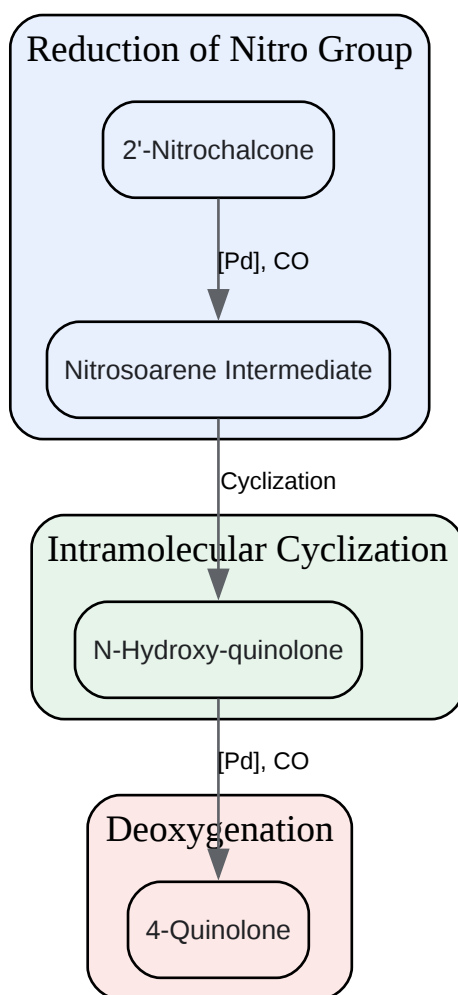 Reduction of Nitro Group
2'-Nitrochalcone
[Pd], CO
Nitrosoarene Intermediate
Cyclization
Intramolecular Cyclization
N-Hydroxy-quinolone
[Pd], CO
Deoxygenation
4-Quinolone